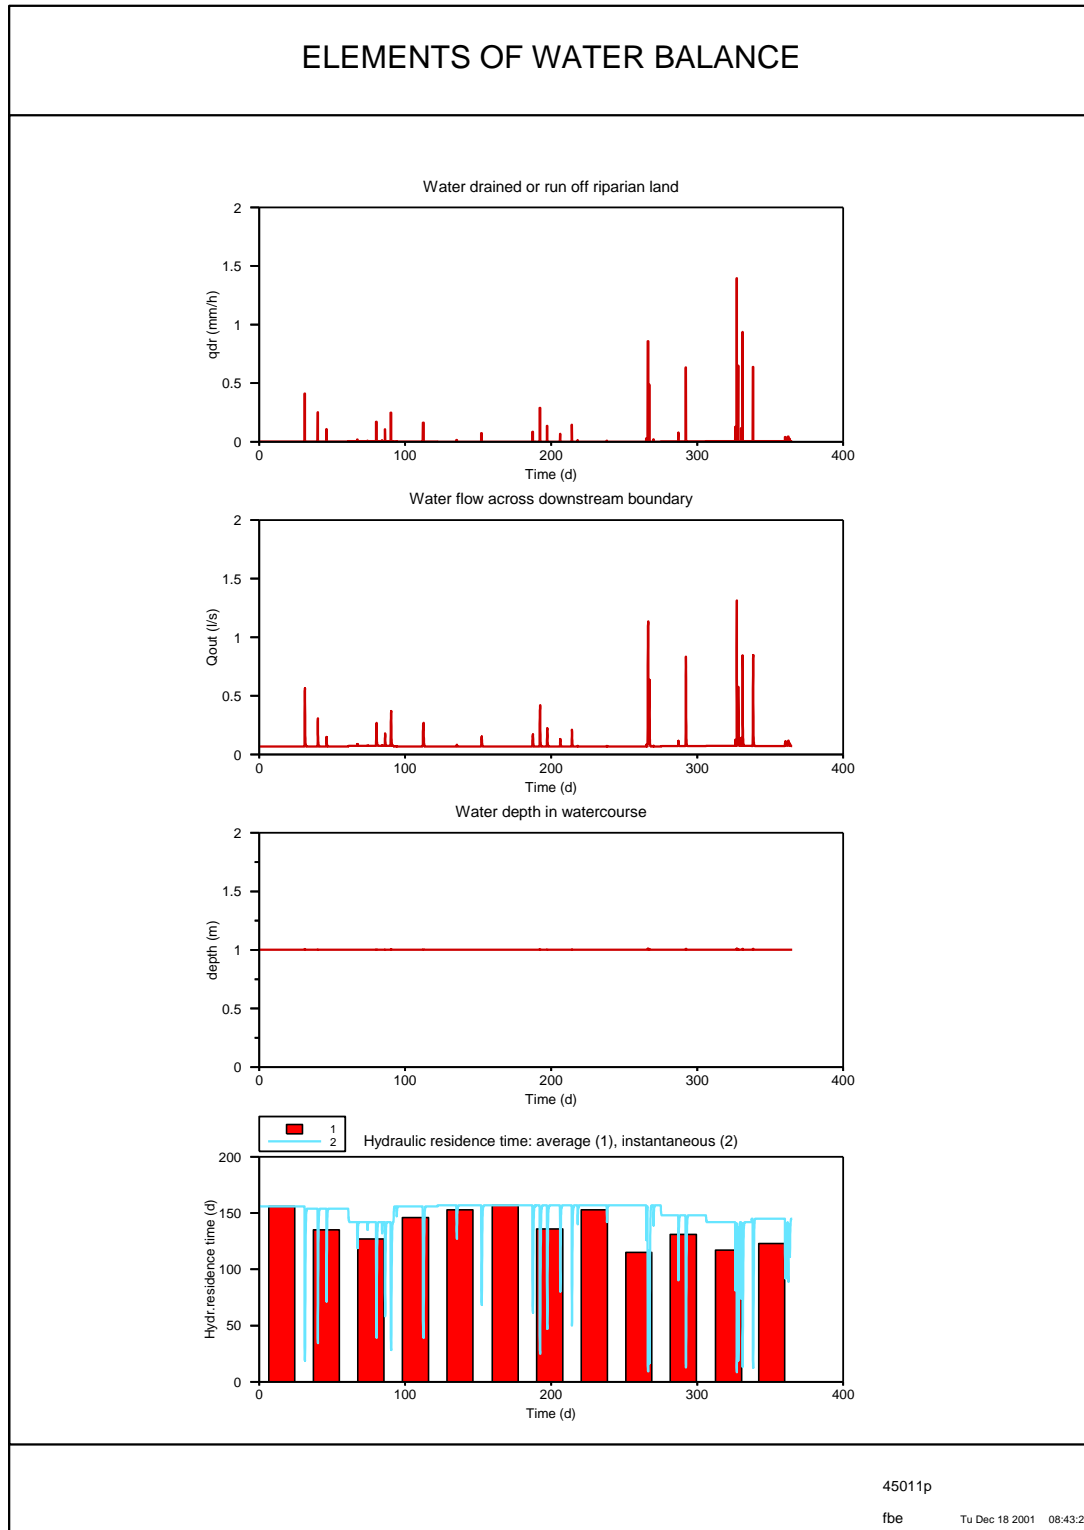 ELEMENTS OF WATER BALANCE
Water drained or run off riparian land
2
1.5
1
0.5
0
qdr (mm/h)
0 100 200 300 400
Time (d)
Water flow across downstream boundary
2
1.5
1
0.5
0
Qout (l/s)
0 100 200 300 400
Time (d)
Water depth in watercourse
2
1.5
1
0.5
0
depth (m)
0 100 200 300 400
Time (d)
1
2
Hydraulic residence time: average (1), instantaneous (2)
200
150
100
50
0
Hydr.residence time (d)
0 100 200 300 400
Time (d)
45011p
fbe Tu Dec 18 2001 08:43:2